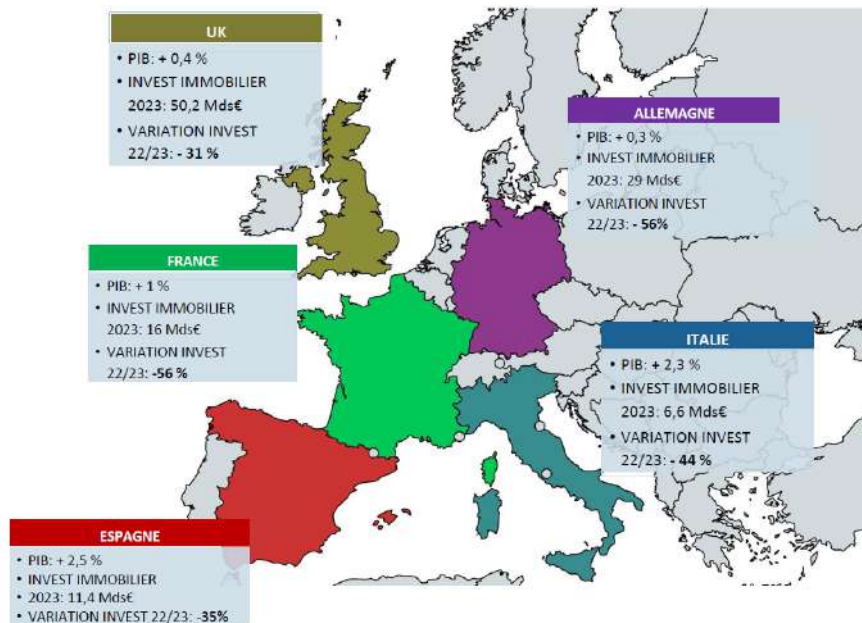 UK
• PIB: + 0,4 %
• INVEST IMMOBILIER
2023: 50,2 Mds€
• VARIATION INVEST
22/23: - 31 %
ALLEMAGNE
• PIB: + 0,3 %
• INVEST IMMOBILIER
2023: 29 Mds€
• VARIATION INVEST
22/23: - 56%
FRANCE
• PIB: + 1 %
• INVEST IMMOBILIER
2023: 16 Mds€
• VARIATION INVEST
22/23: -56 %
ITALIE
• PIB: + 2,3 %
• INVEST IMMOBILIER
2023: 6,6 Mds€
• VARIATION INVEST
22/23: - 44 %
ESPAGNE
• PIB: + 2,5 %
• INVEST IMMOBILIER
• 2023: 11,4 Mds€
• VARIATION INVEST 22/23: -35%